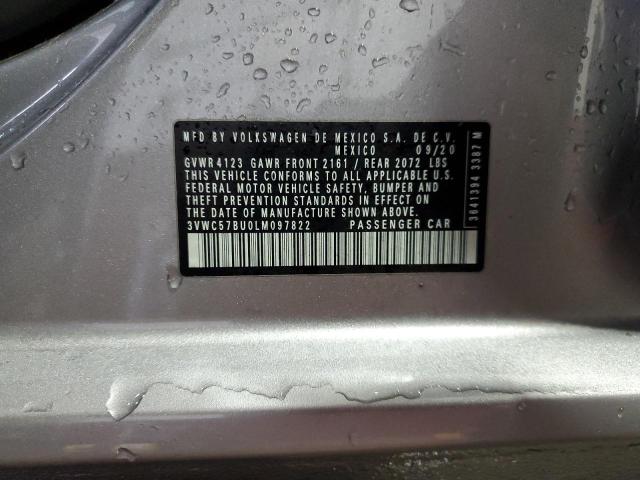 MFD BY VOLKSWAGEN DE MEXICO S.A. DE C.V.
MEXICO 09/20
GVWR 4123 GAWR FRONT 2161 / REAR 2072 LBS
THIS VEHICLE CONFORMS TO ALL APPLICABLE U.S.
FEDERAL MOTOR VEHICLE SAFETY, BUMPER AND
THEFT PREVENTION STANDARDS IN EFFECT ON
THE DATE OF MANUFACTURE SHOWN ABOVE.
3VWC57BU0LM097822 PASSENGER CAR
3641394 3387 M